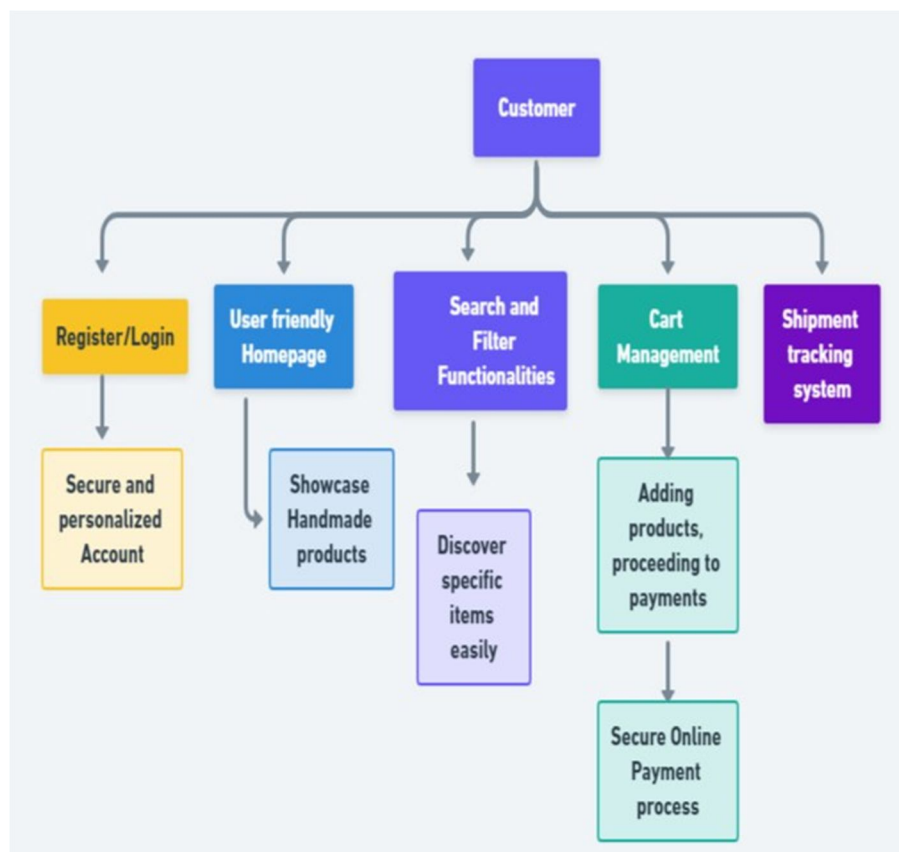 Customer
Register/Login
User friendly
Homepage
Search and
Filter
Functionalities
Cart
Management
Shipment
tracking
system
Secure and
personalized
Account
Showcase
Handmade
products
Discover
specific
items
easily
Adding
products,
proceeding to
payments
Secure Online
Payment
process